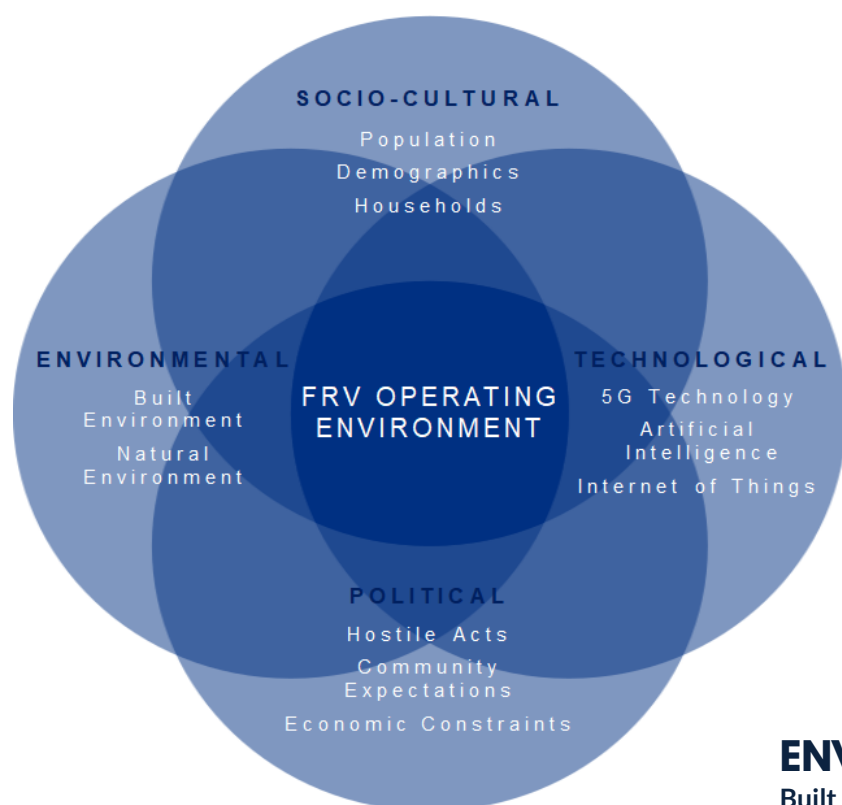 SOCIO-CULTURAL
Population
Demographics
Households
ENVIRONMENTAL
Built
Environment
Natural
Environment
FRV OPERATING
ENVIRONMENT
TECHNOLOGICAL
5G Technology
Artificial
Intelligence
Internet of Things
POLITICAL
Hostile Acts
Community
Expectations
Economic Constraints
ENV
Built